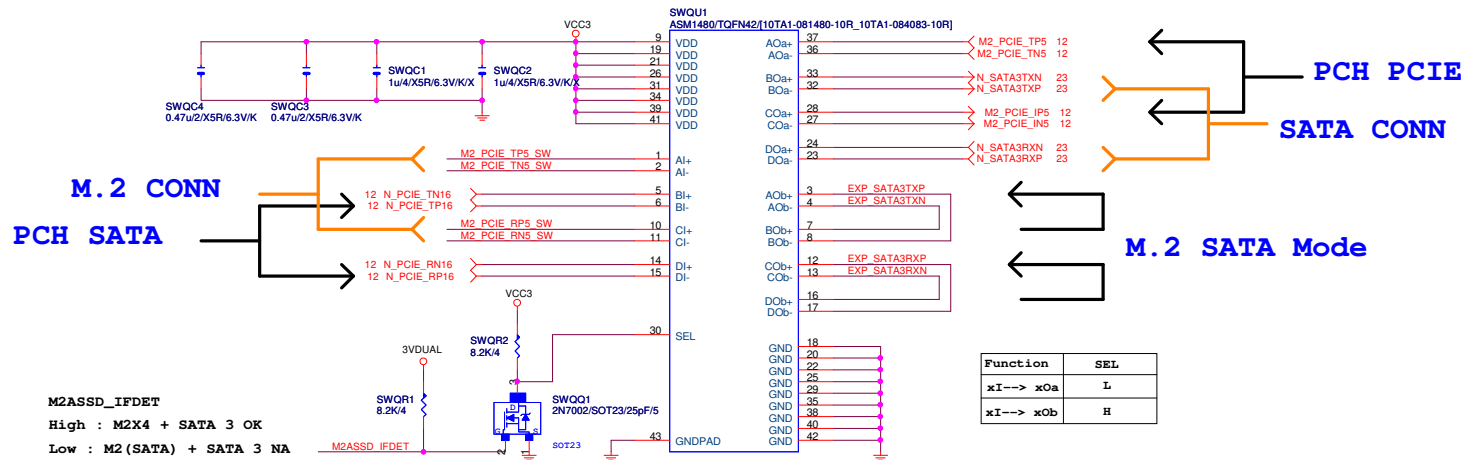 SWQU1
ASM1480/TQFN42/[10TA1-081480-10R_10TA1-084083-10R]
VCC3
9 VDD
19 VDD
21 VDD
26 VDD
31 VDD
34 VDD
39 VDD
41 VDD
SWQC1
1u/4/X5R/6.3V/K/X
SWQC2
1u/4/X5R/6.3V/K/X
SWQC4
0.47u/2/X5R/6.3V/K
SWQC3
0.47u/2/X5R/6.3V/K
M2_PCIE_TP5_SW 1 AI+
M2_PCIE_TN5_SW 2 AI-
12 N_PCIE_TN16 5 BI+
12 N_PCIE_TP16 6 BI-
M2_PCIE_RP5_SW 10 CI+
M2_PCIE_RN5_SW 11 CI-
12 N_PCIE_RN16 14 DI+
12 N_PCIE_RP16 15 DI-
M.2 CONN
PCH SATA
30 SEL
43 GNDPAD
AOa+ 37 M2_PCIE_TP5 12
AOa- 36 M2_PCIE_TN5 12
BOa+ 33 N_SATA3TXN 23
BOa- 32 N_SATA3TXP 23
COa+ 28 M2_PCIE_IP5 12
COa- 27 M2_PCIE_IN5 12
DOa+ 24 N_SATA3RXN 23
DOa- 23 N_SATA3RXP 23
PCH PCIE
SATA CONN
AOb+ 3 EXP_SATA3TXP
AOb- 4 EXP_SATA3TXN
BOb+ 7
BOb- 8
COb+ 12 EXP_SATA3RXP
COb- 13 EXP_SATA3RXN
DOb+ 16
DOb- 17
M.2 SATA Mode
GND 18
GND 20
GND 22
GND 25
GND 29
GND 35
GND 38
GND 40
GND 42
VCC3
SWQR2
8.2K/4
3VDUAL
SWQR1
8.2K/4
3
D
G
S
2
1
SWQQ1
2N7002/SOT23/25pF/5
SOT23
M2ASSD_IFDET
M2ASSD_IFDET
High : M2X4 + SATA 3 OK
Low : M2(SATA) + SATA 3 NA
Function SEL
xI--> xOa L
xI--> xOb H